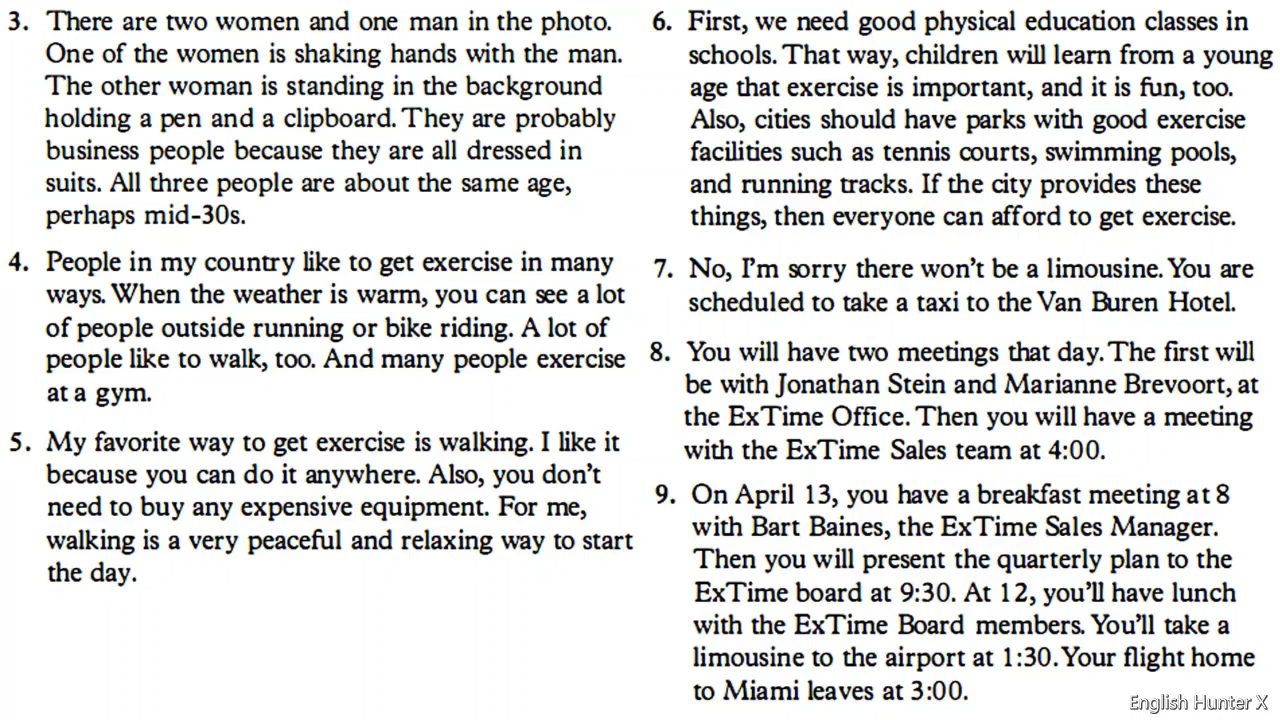 3. There are two women and one man in the photo.
One of the women is shaking hands with the man.
The other woman is standing in the background
holding a pen and a clipboard. They are probably
business people because they are all dressed in
suits. All three people are about the same age,
perhaps mid-30s.
4. People in my country like to get exercise in many
ways. When the weather is warm, you can see a lot
of people outside running or bike riding. A lot of
people like to walk, too. And many people exercise
at a gym.
5. My favorite way to get exercise is walking. I like it
because you can do it anywhere. Also, you don't
need to buy any expensive equipment. For me,
walking is a very peaceful and relaxing way to start
the day.
6. First, we need good physical education classes in
schools. That way, children will learn from a young
age that exercise is important, and it is fun, too.
Also, cities should have parks with good exercise
facilities such as tennis courts, swimming pools,
and running tracks. If the city provides these
things, then everyone can afford to get exercise.
7. No, I'm sorry there won't be a limousine. You are
scheduled to take a taxi to the Van Buren Hotel.
8. You will have two meetings that day. The first will
be with Jonathan Stein and Marianne Brevoort, at
the ExTime Office. Then you will have a meeting
with the ExTime Sales team at 4:00.
9. On April 13, you have a breakfast meeting at 8
with Bart Baines, the ExTime Sales Manager.
Then you will present the quarterly plan to the
ExTime board at 9:30. At 12, you'll have lunch
with the ExTime Board members. You'll take a
limousine to the airport at 1:30. Your flight home
to Miami leaves at 3:00.
English Hunter X